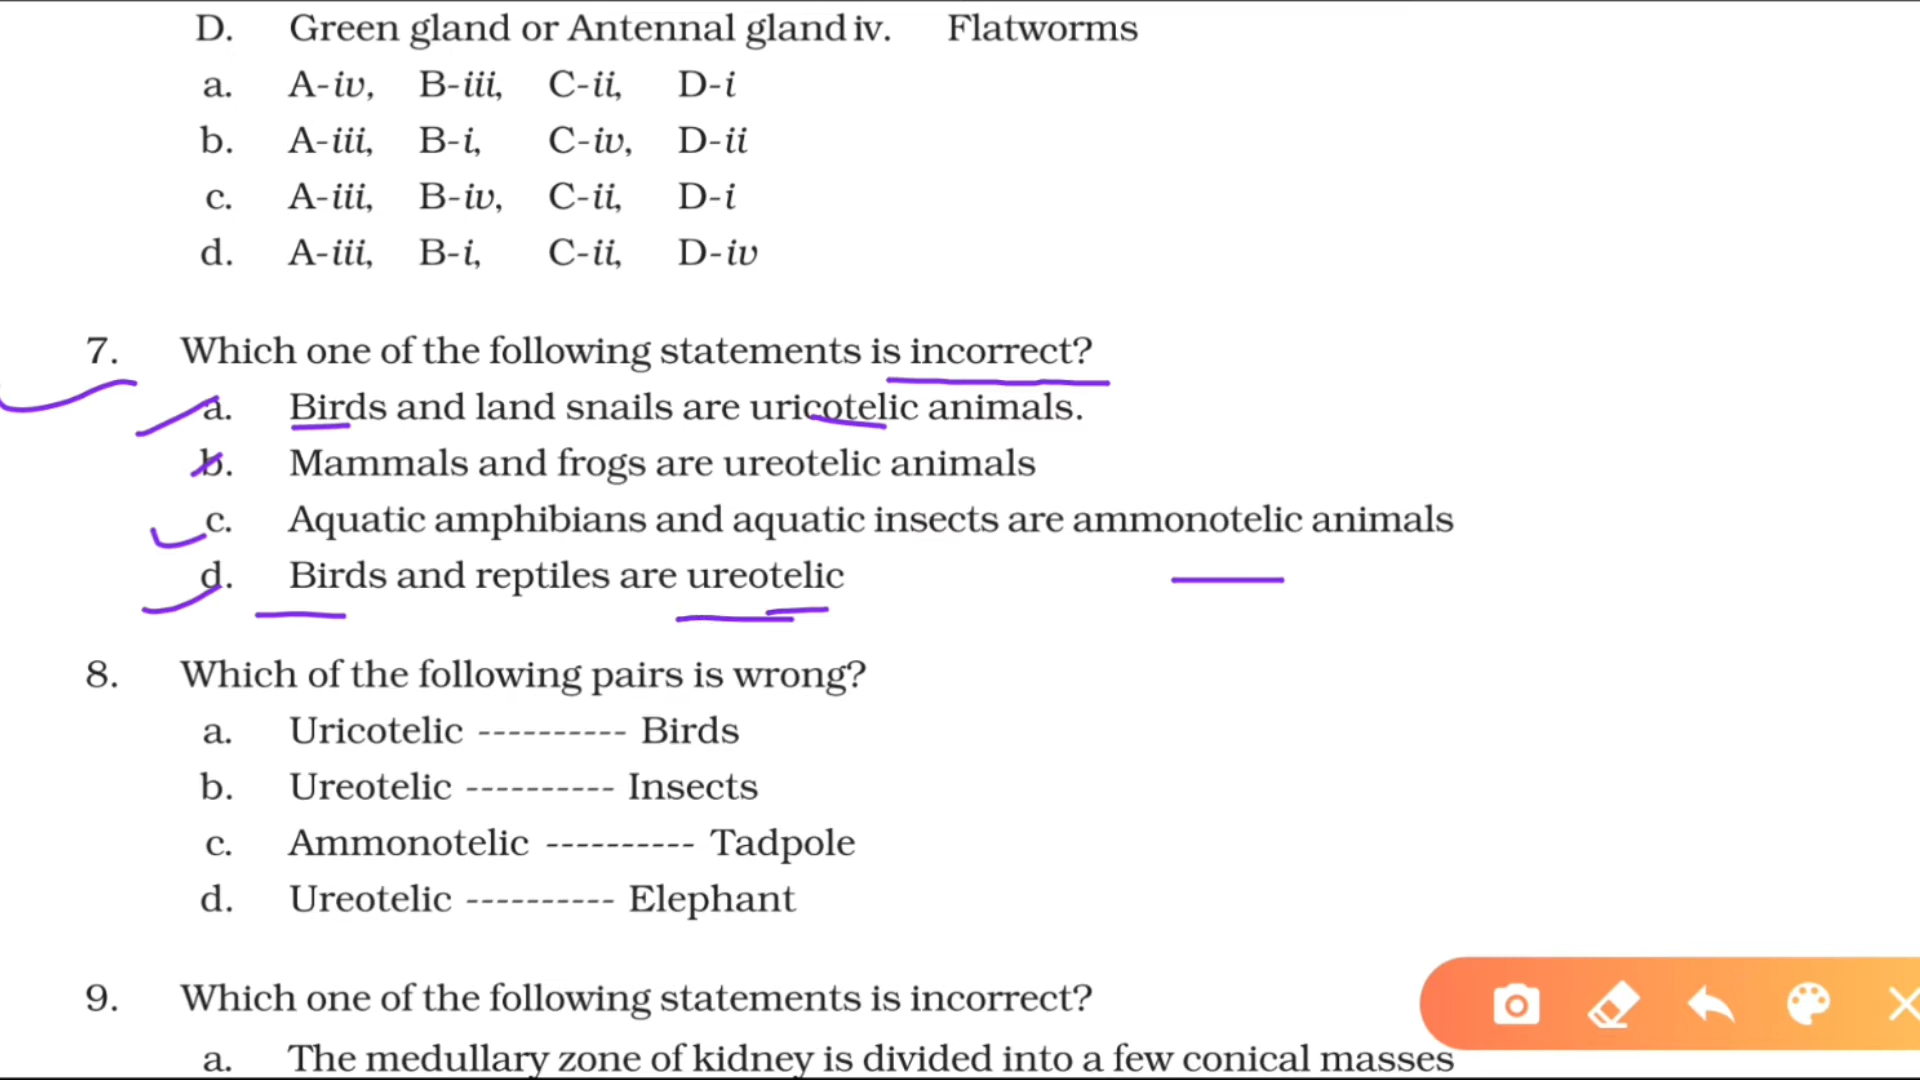 D. Green gland or Antennal gland iv. Flatworms
a. A-iv, B-iii, C-ii, D-i
b. A-iii, B-i, C-iv, D-ii
c. A-iii, B-iv, C-ii, D-i
d. A-iii, B-i, C-ii, D-iv
7. Which one of the following statements is incorrect?
a. Birds and land snails are uricotelic animals.
b. Mammals and frogs are ureotelic animals
c. Aquatic amphibians and aquatic insects are ammonotelic animals
d. Birds and reptiles are ureotelic
8. Which of the following pairs is wrong?
a. Uricotelic ---------- Birds
b. Ureotelic ---------- Insects
c. Ammonotelic ---------- Tadpole
d. Ureotelic ---------- Elephant
9. Which one of the following statements is incorrect?
a. The medullary zone of kidney is divided into a few conical masses